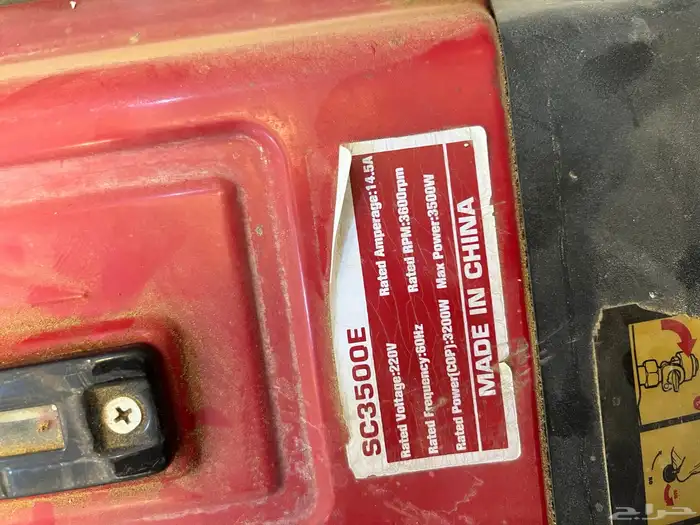 SC3500E
Rated Voltage:220V Rated Amperage:14.5A
Rated Frequency:60Hz Rated RPM:3600rpm
Rated Power(COP):3200W Max Power:3500W
MADE IN CHINA
حراج